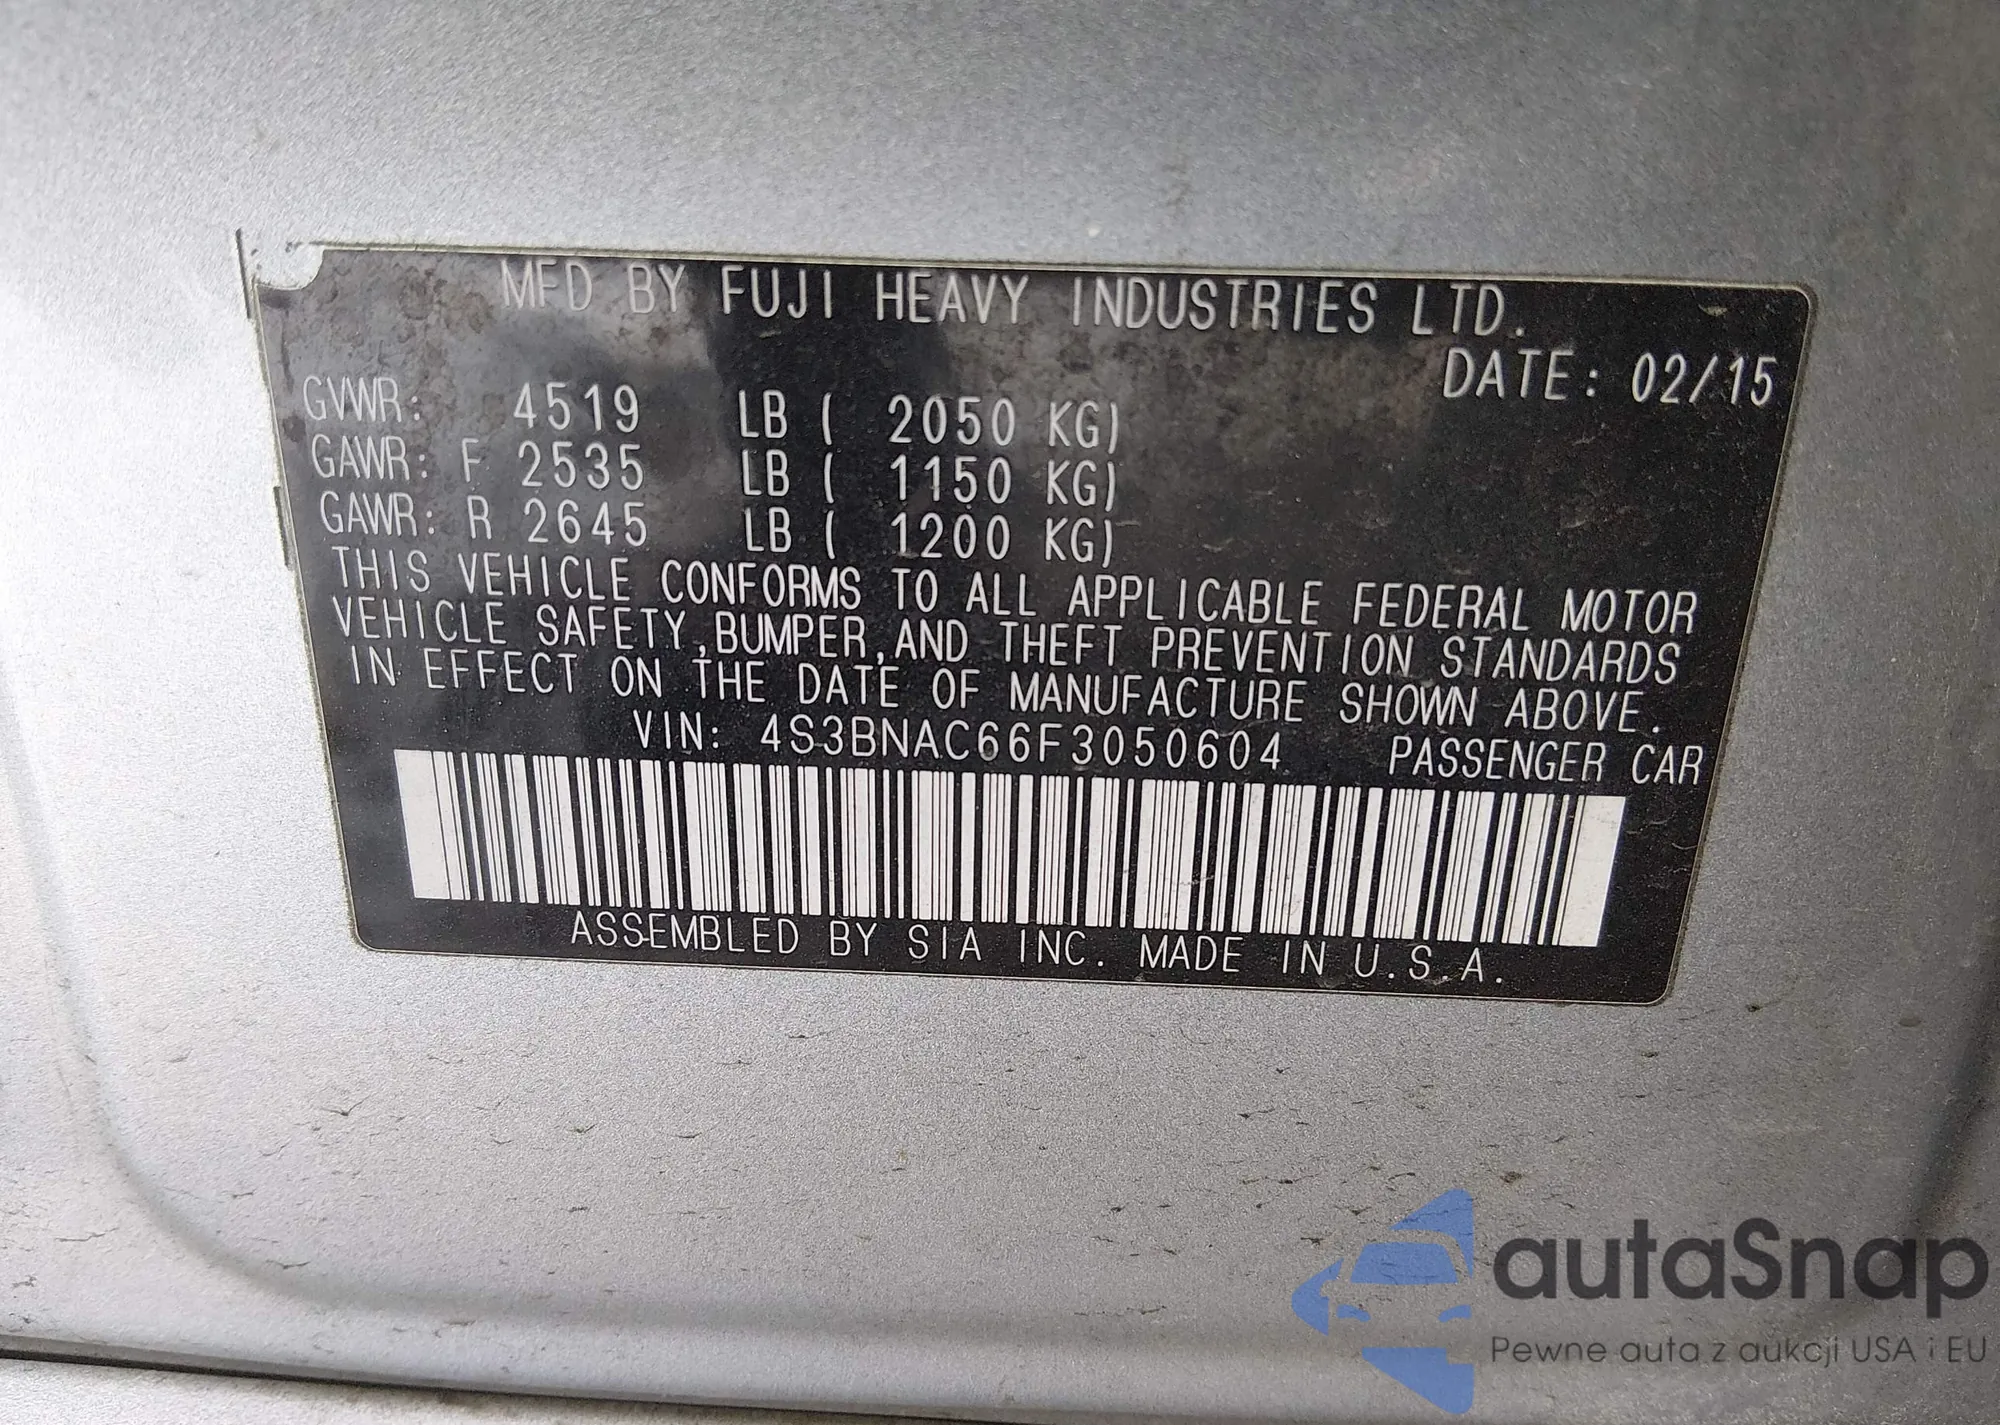 MFD BY FUJI HEAVY INDUSTRIES LTD.
DATE: 02/15
GVWR: 4519 LB ( 2050 KG)
GAWR: F 2535 LB ( 1150 KG)
GAWR: R 2645 LB ( 1200 KG)
THIS VEHICLE CONFORMS TO ALL APPLICABLE FEDERAL MOTOR
VEHICLE SAFETY,BUMPER,AND THEFT PREVENTION STANDARDS
IN EFFECT ON THE DATE OF MANUFACTURE SHOWN ABOVE.
VIN: 4S3BNAC66F3050604 PASSENGER CAR
ASSEMBLED BY SIA INC. MADE IN U.S.A.
autaSnap
Pewne auta z aukcji USA i EU